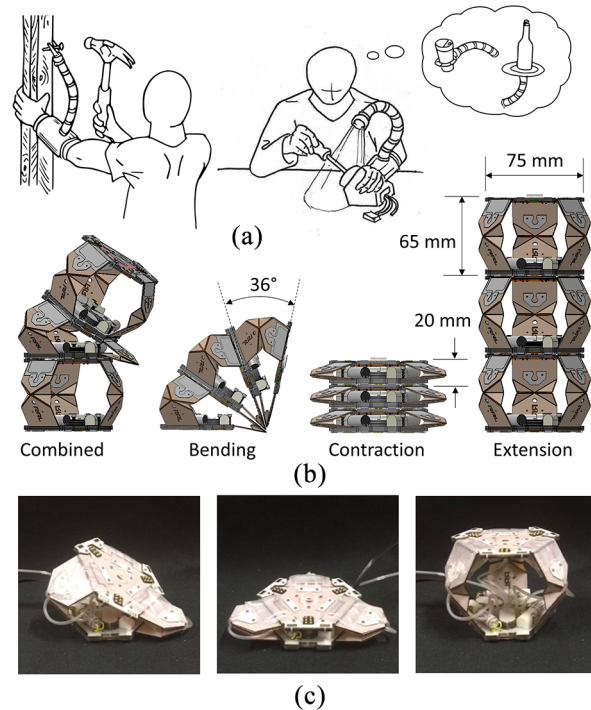 (a)
75 mm
65 mm
36°
20 mm
Combined
Bending
Contraction
Extension
(b)
(c)